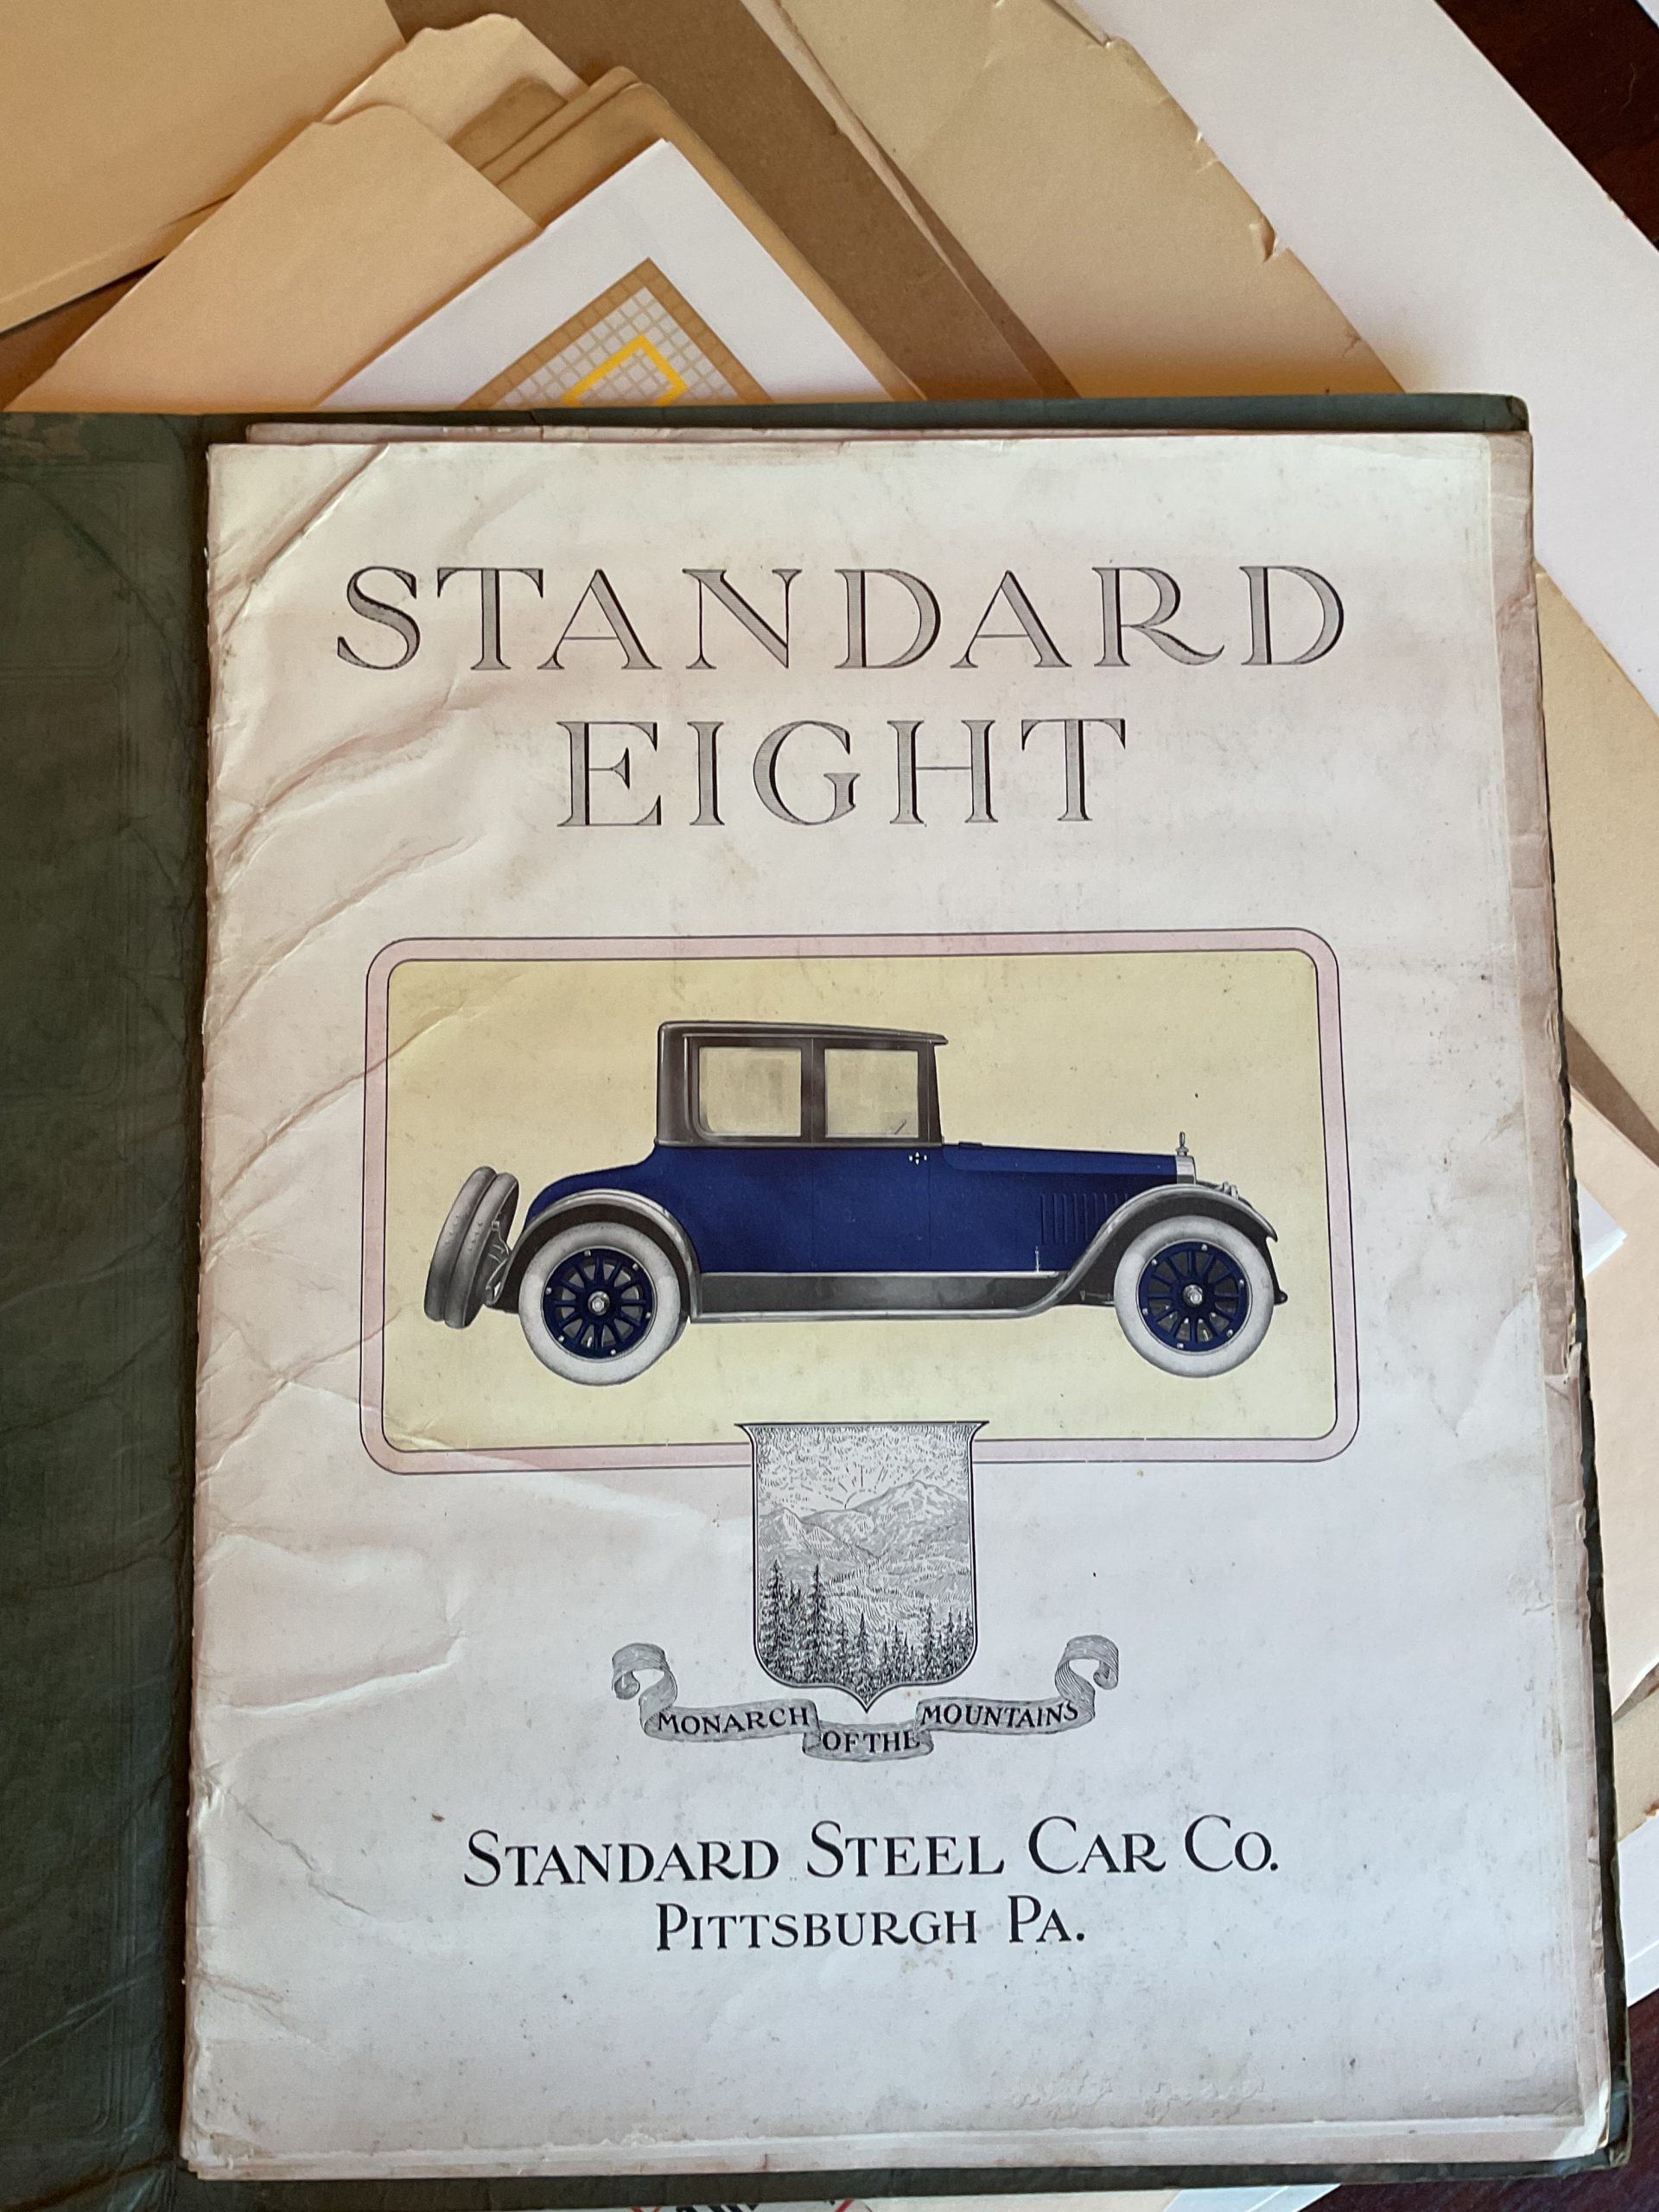 STANDARD
EIGHT
MONARCH OF THE MOUNTAINS
STANDARD STEEL CAR CO.
PITTSBURGH PA.